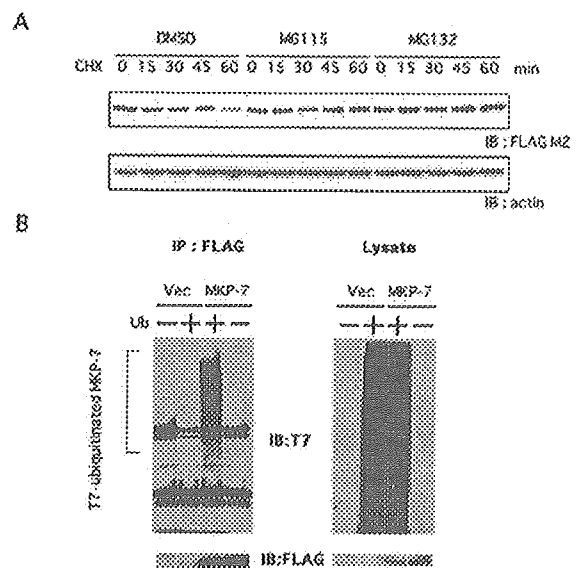 A
DMSO MG115 MG132
CHX 0 15 30 45 60 0 15 30 45 60 0 15 30 45 60 min
IB : FLAG M2
IB : actin
B
IP : FLAG Lysate
Vec MKP-7 Vec MKP-7
Ub — + + — — + + —
T7-ubiquitinated MKP-7
IB:T7
IB:FLAG